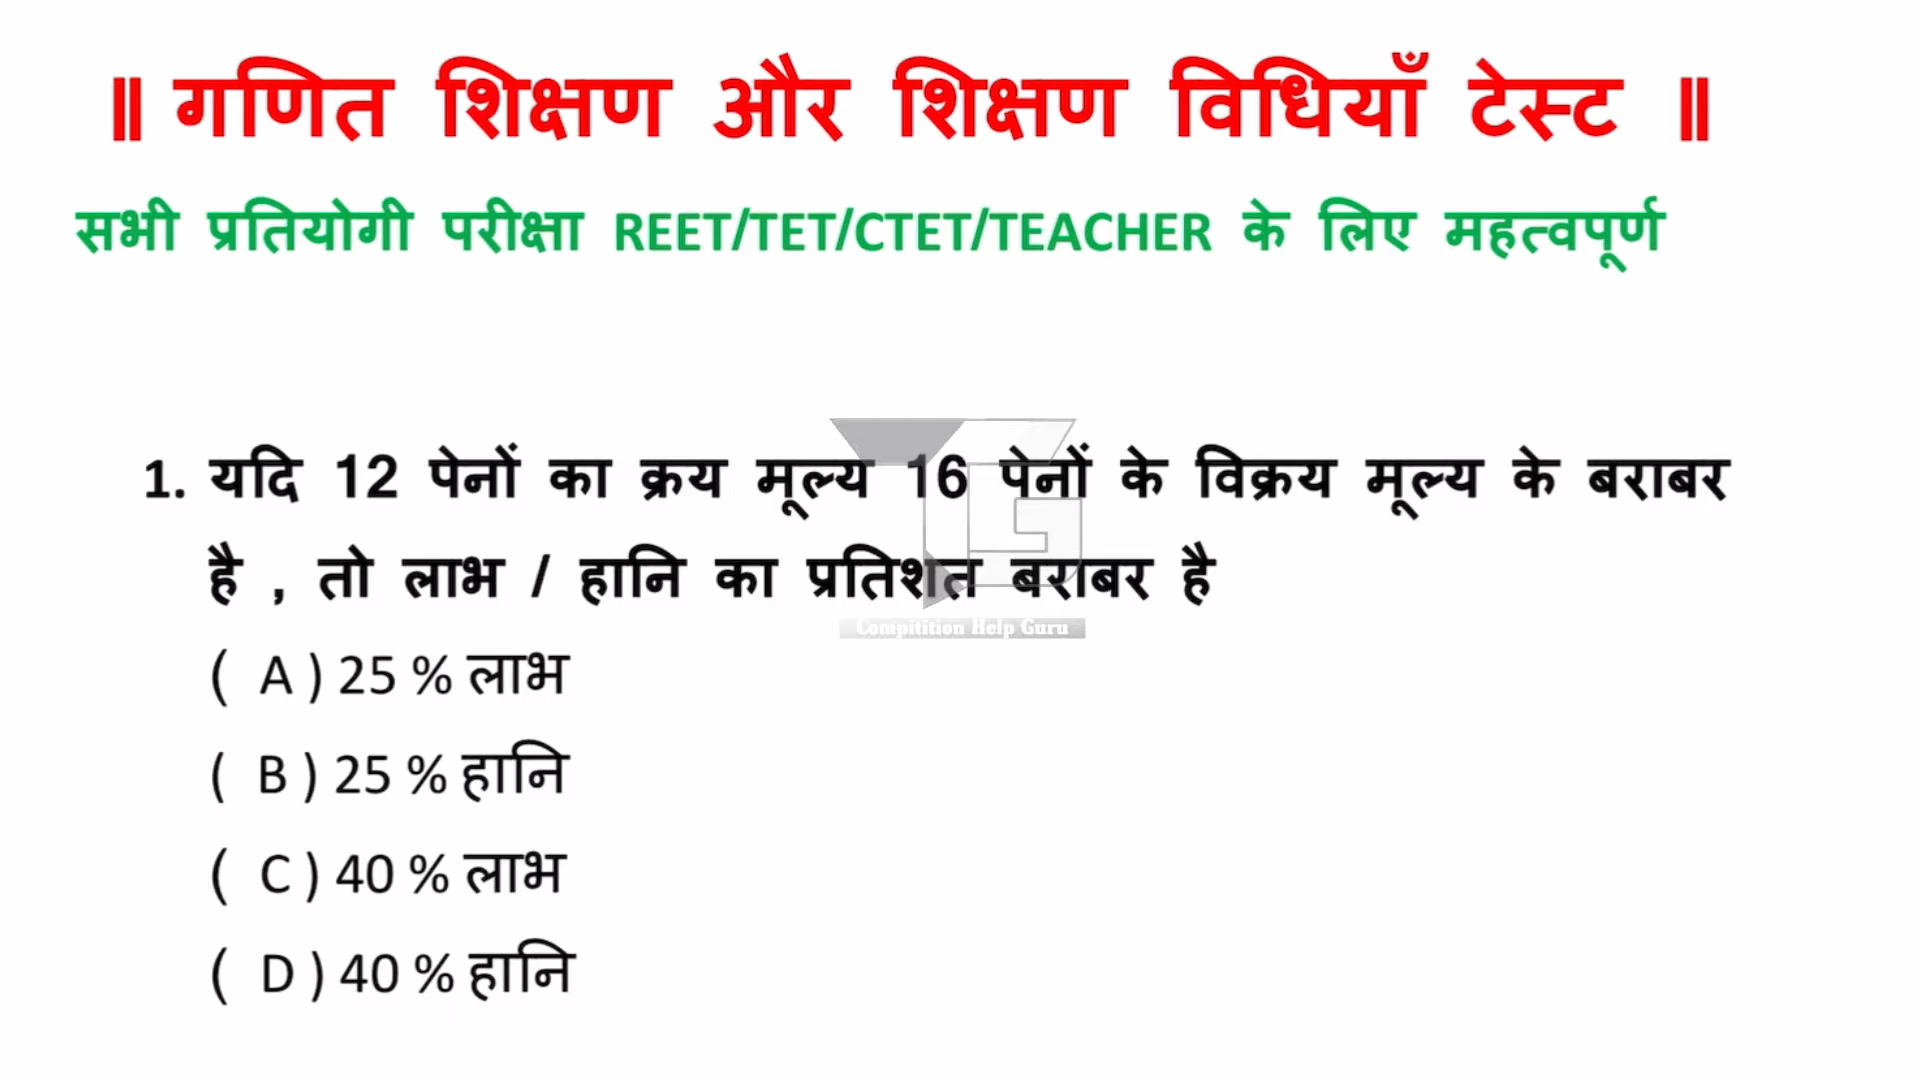 ॥ गणित शिक्षण और शिक्षण विधियाँ टेस्ट ॥
सभी प्रतियोगी परीक्षा REET/TET/CTET/TEACHER के लिए महत्वपूर्ण
1. यदि 12 पेनों का क्रय मूल्य 16 पेनों के विक्रय मूल्य के बराबर
है , तो लाभ / हानि का प्रतिशत बराबर है
Compitition Help Guru
( A ) 25 % लाभ
( B ) 25 % हानि
( C ) 40 % लाभ
( D ) 40 % हानि